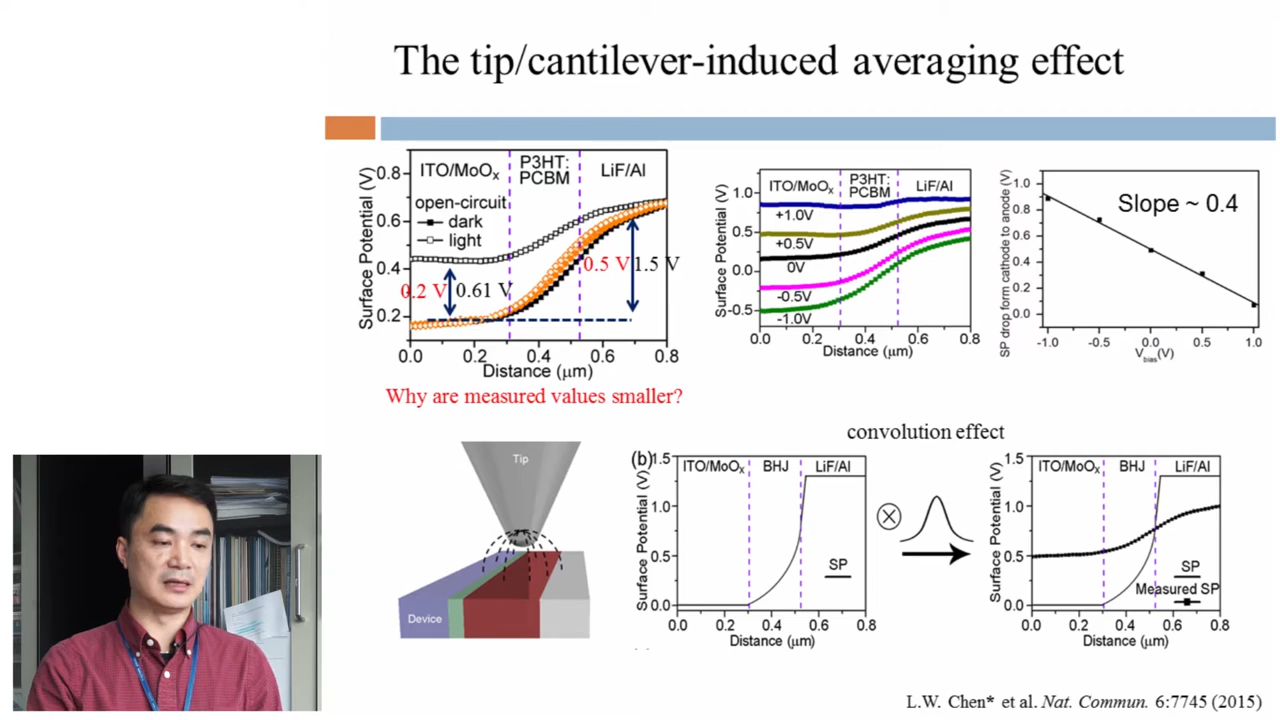 The tip/cantilever-induced averaging effect
Surface Potential (V)
0.8
0.6
0.4
0.2
ITO/MoOx
P3HT:
PCBM
LiF/Al
open-circuit
dark
light
0.2 V
0.61 V
0.5 V
1.5 V
0.0
0.2
0.4
0.6
0.8
Distance (μm)
Why are measured values smaller?
Surface Potential (V)
1.0
0.5
0.0
-0.5
ITO/MoOx
P3HT:
PCBM
LiF/Al
+1.0V
+0.5V
0V
-0.5V
-1.0V
0.0
0.2
0.4
0.6
0.8
Distance (μm)
SP drop form cathode to anode (V)
1.0
0.8
0.6
0.4
0.2
0.0
Slope ~ 0.4
-1.0
-0.5
0.0
0.5
1.0
Vbias(V)
Tip
Device
convolution effect
(b)
Surface Potential (V)
1.5
1.0
0.5
0.0
ITO/MoOx
BHJ
LiF/Al
SP
0.0
0.2
0.4
0.6
0.8
Distance (μm)
Surface Potential (V)
1.5
1.0
0.5
0.0
ITO/MoOx
BHJ
LiF/Al
SP
Measured SP
0.0
0.2
0.4
0.6
0.8
Distance (μm)
L.W. Chen* et al. Nat. Commun. 6:7745 (2015)